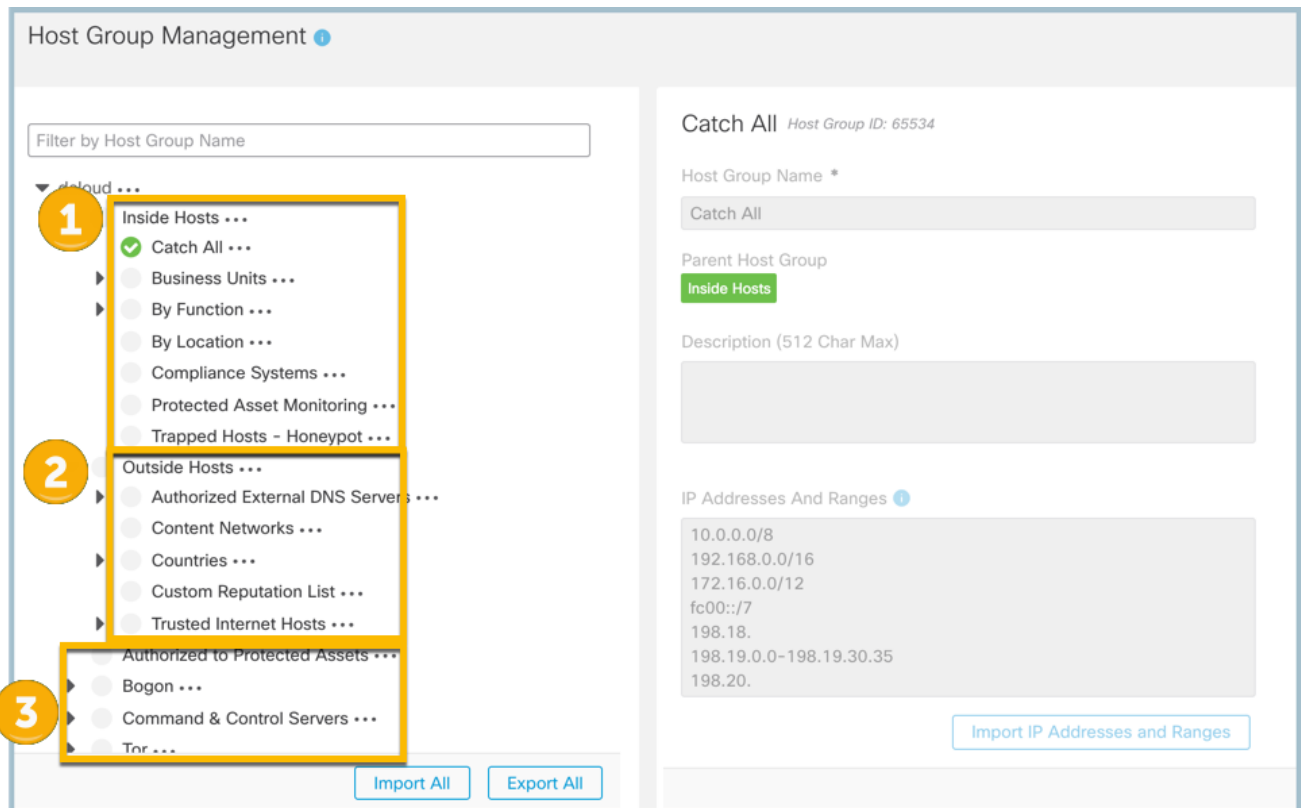 Host Group Management i
Filter by Host Group Name
dcloud •••
1
Inside Hosts •••
Catch All •••
Business Units •••
By Function •••
By Location •••
Compliance Systems •••
Protected Asset Monitoring •••
Trapped Hosts - Honeypot •••
2
Outside Hosts •••
Authorized External DNS Servers •••
Content Networks •••
Countries •••
Custom Reputation List •••
Trusted Internet Hosts •••
3
Authorized to Protected Assets •••
Bogon •••
Command & Control Servers •••
Tor •••
Import All
Export All
Catch All Host Group ID: 65534
Host Group Name *
Catch All
Parent Host Group
Inside Hosts
Description (512 Char Max)
IP Addresses And Ranges i
10.0.0.0/8
192.168.0.0/16
172.16.0.0/12
fc00::/7
198.18.
198.19.0.0-198.19.30.35
198.20.
Import IP Addresses and Ranges